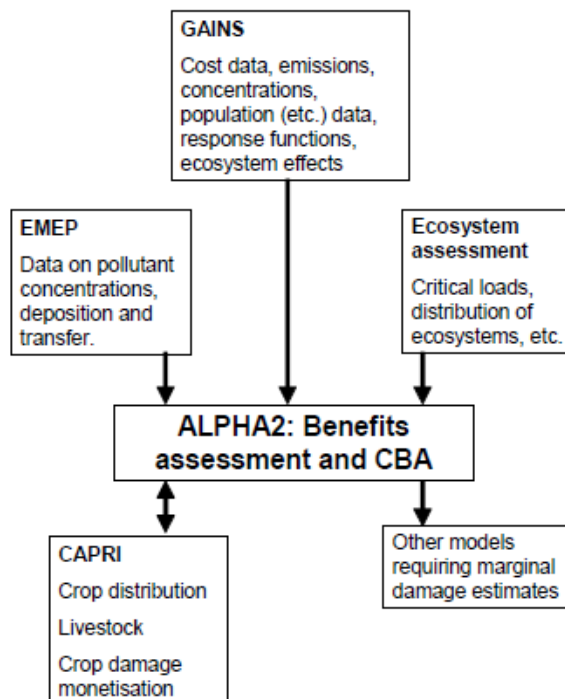 GAINS
Cost data, emissions,
concentrations,
population (etc.) data,
response functions,
ecosystem effects
EMEP
Data on pollutant
concentrations,
deposition and
transfer.
Ecosystem
assessment
Critical loads,
distribution of
ecosystems, etc.
ALPHA2: Benefits
assessment and CBA
CAPRI
Crop distribution
Livestock
Crop damage
monetisation
Other models
requiring marginal
damage estimates